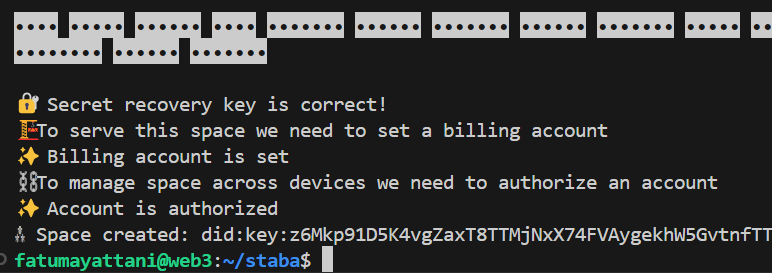 •••• ••••• •••••• •••• ••••••• •••••• ••••••• •••••• ••••••• ••••• ••
•••••••• •••••• •••••••
🔐 Secret recovery key is correct!
🏗️To serve this space we need to set a billing account
✨ Billing account is set
⛓️To manage space across devices we need to authorize an account
✨ Account is authorized
⁂ Space created: did:key:z6Mkp91D5K4vgZaxT8TTMjNxX74FVAygekhW5GvtnfTT
fatumayattani@web3:~/staba$